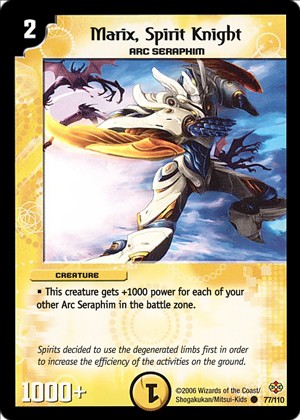 2
Marix, Spirit Knight
ARC SERAPHIM
CREATURE
▪ This creature gets +1000 power for each of your
other Arc Seraphim in the battle zone.
Spirits decided to use the degenerated limbs first in order
to increase the efficiency of the activities on the ground.
1000+
1
©2006 Wizards of the Coast/
Shogakukan/Mitsui-Kids ● 77/110